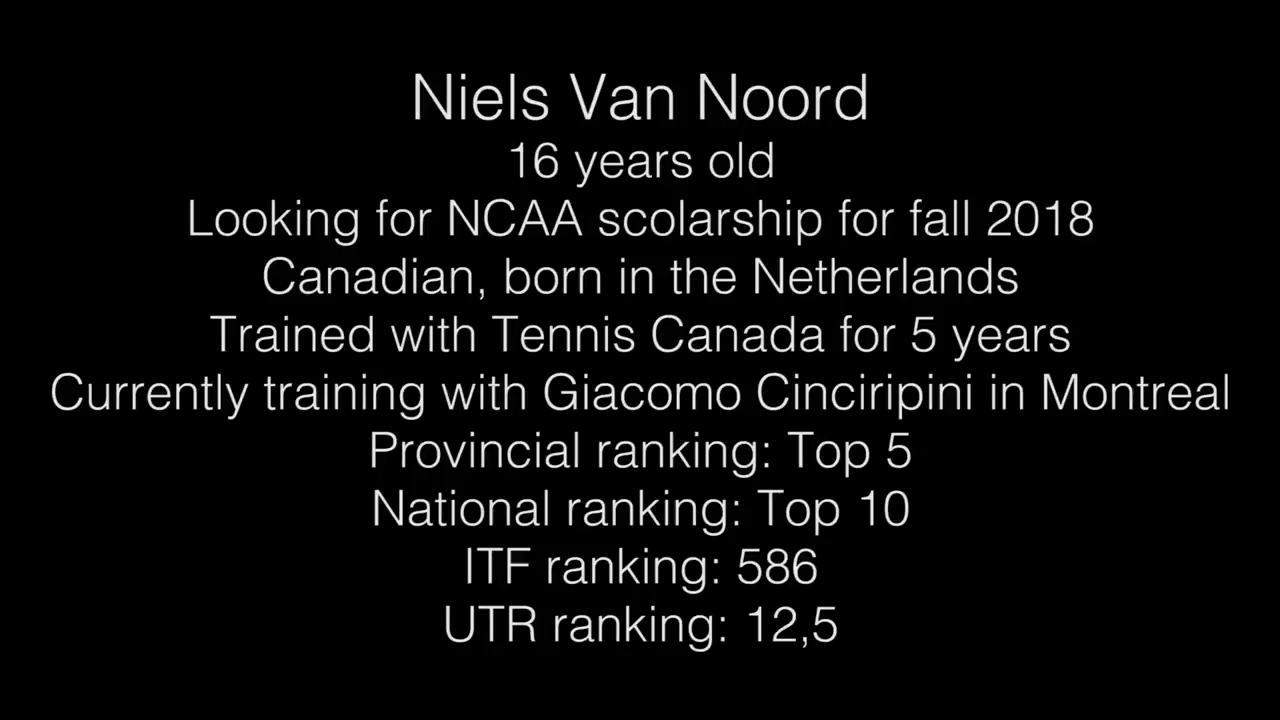 Niels Van Noord
16 years old
Looking for NCAA scolarship for fall 2018
Canadian, born in the Netherlands
Trained with Tennis Canada for 5 years
Currently training with Giacomo Cinciripini in Montreal
Provincial ranking: Top 5
National ranking: Top 10
ITF ranking: 586
UTR ranking: 12,5